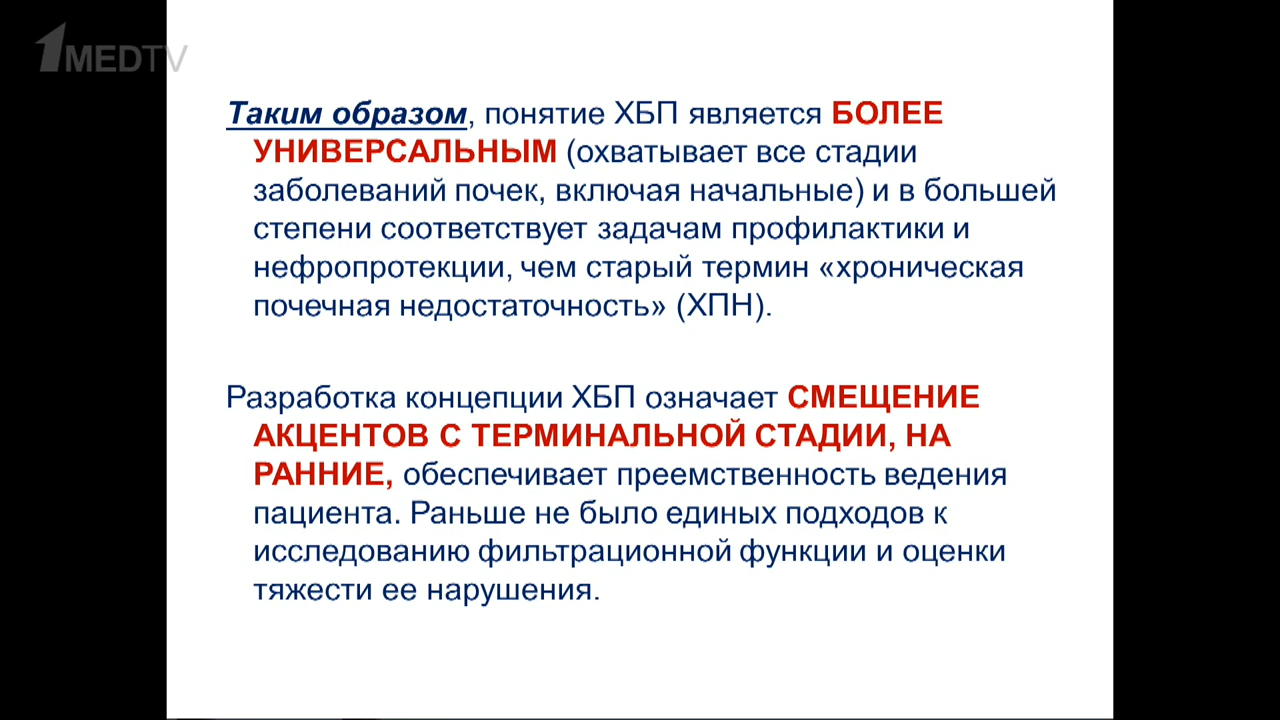 1MEDTV
Таким образом, понятие ХБП является БОЛЕЕ
УНИВЕРСАЛЬНЫМ (охватывает все стадии
заболеваний почек, включая начальные) и в большей
степени соответствует задачам профилактики и
нефропротекции, чем старый термин «хроническая
почечная недостаточность» (ХПН).
Разработка концепции ХБП означает СМЕЩЕНИЕ
АКЦЕНТОВ С ТЕРМИНАЛЬНОЙ СТАДИИ, НА
РАННИЕ, обеспечивает преемственность ведения
пациента. Раньше не было единых подходов к
исследованию фильтрационной функции и оценки
тяжести ее нарушения.